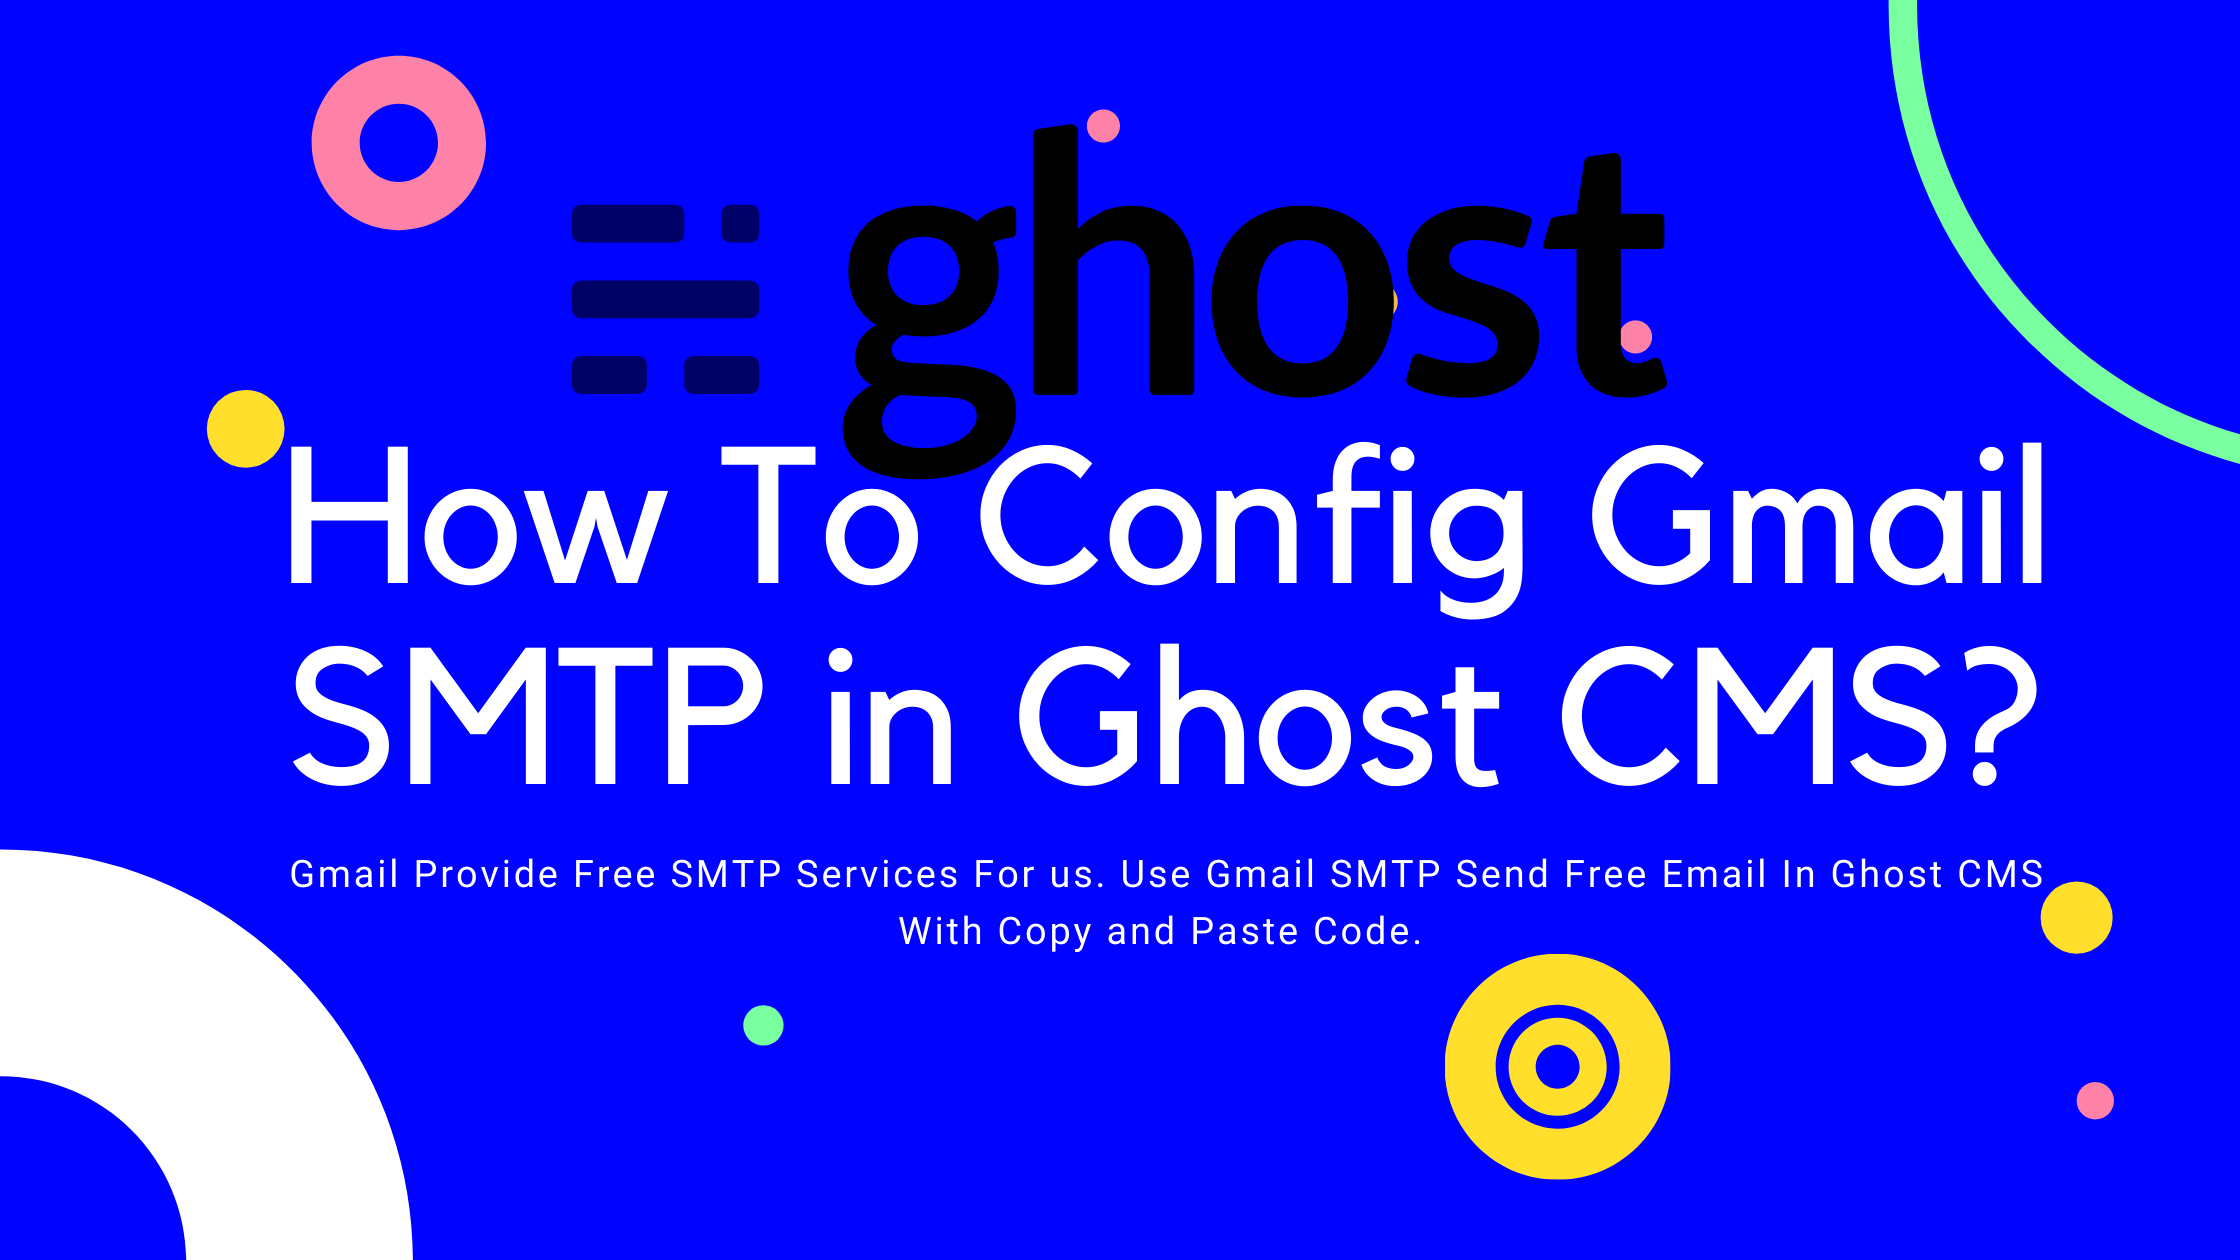 ghost
How To Config Gmail
SMTP in Ghost CMS?
Gmail Provide Free SMTP Services For us. Use Gmail SMTP Send Free Email In Ghost CMS
With Copy and Paste Code.